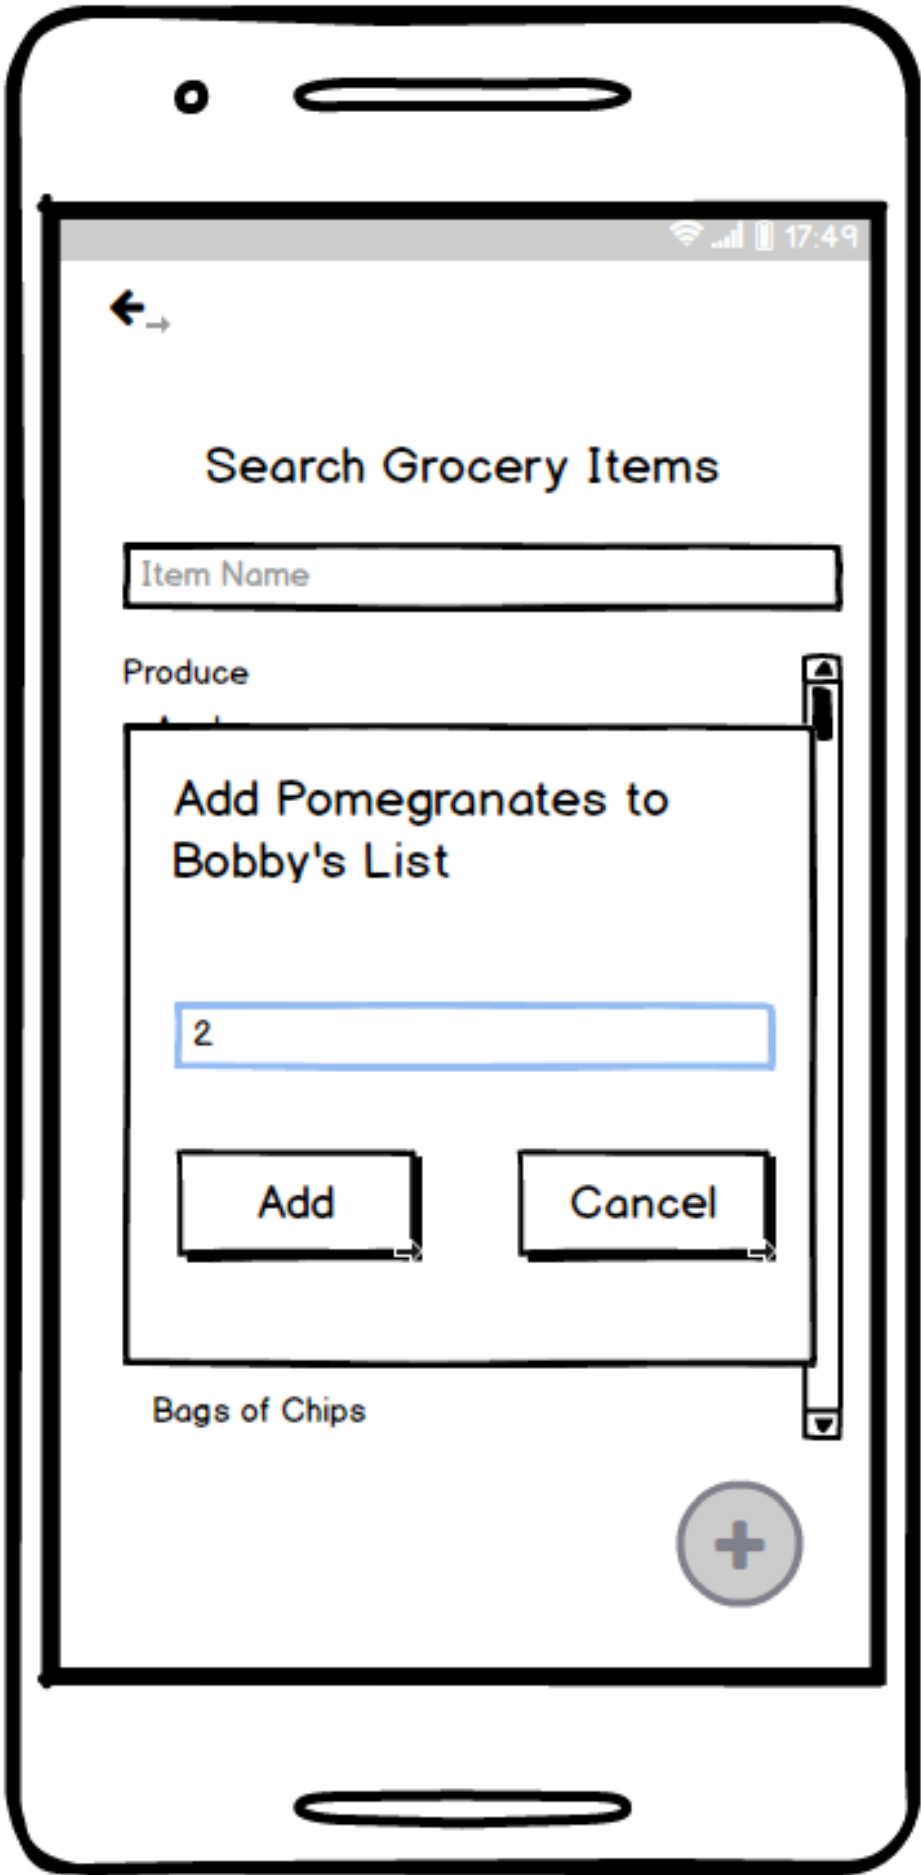 17:49
Search Grocery Items
Item Name
Produce
Add Pomegranates to
Bobby's List
2
Add
Cancel
Bags of Chips